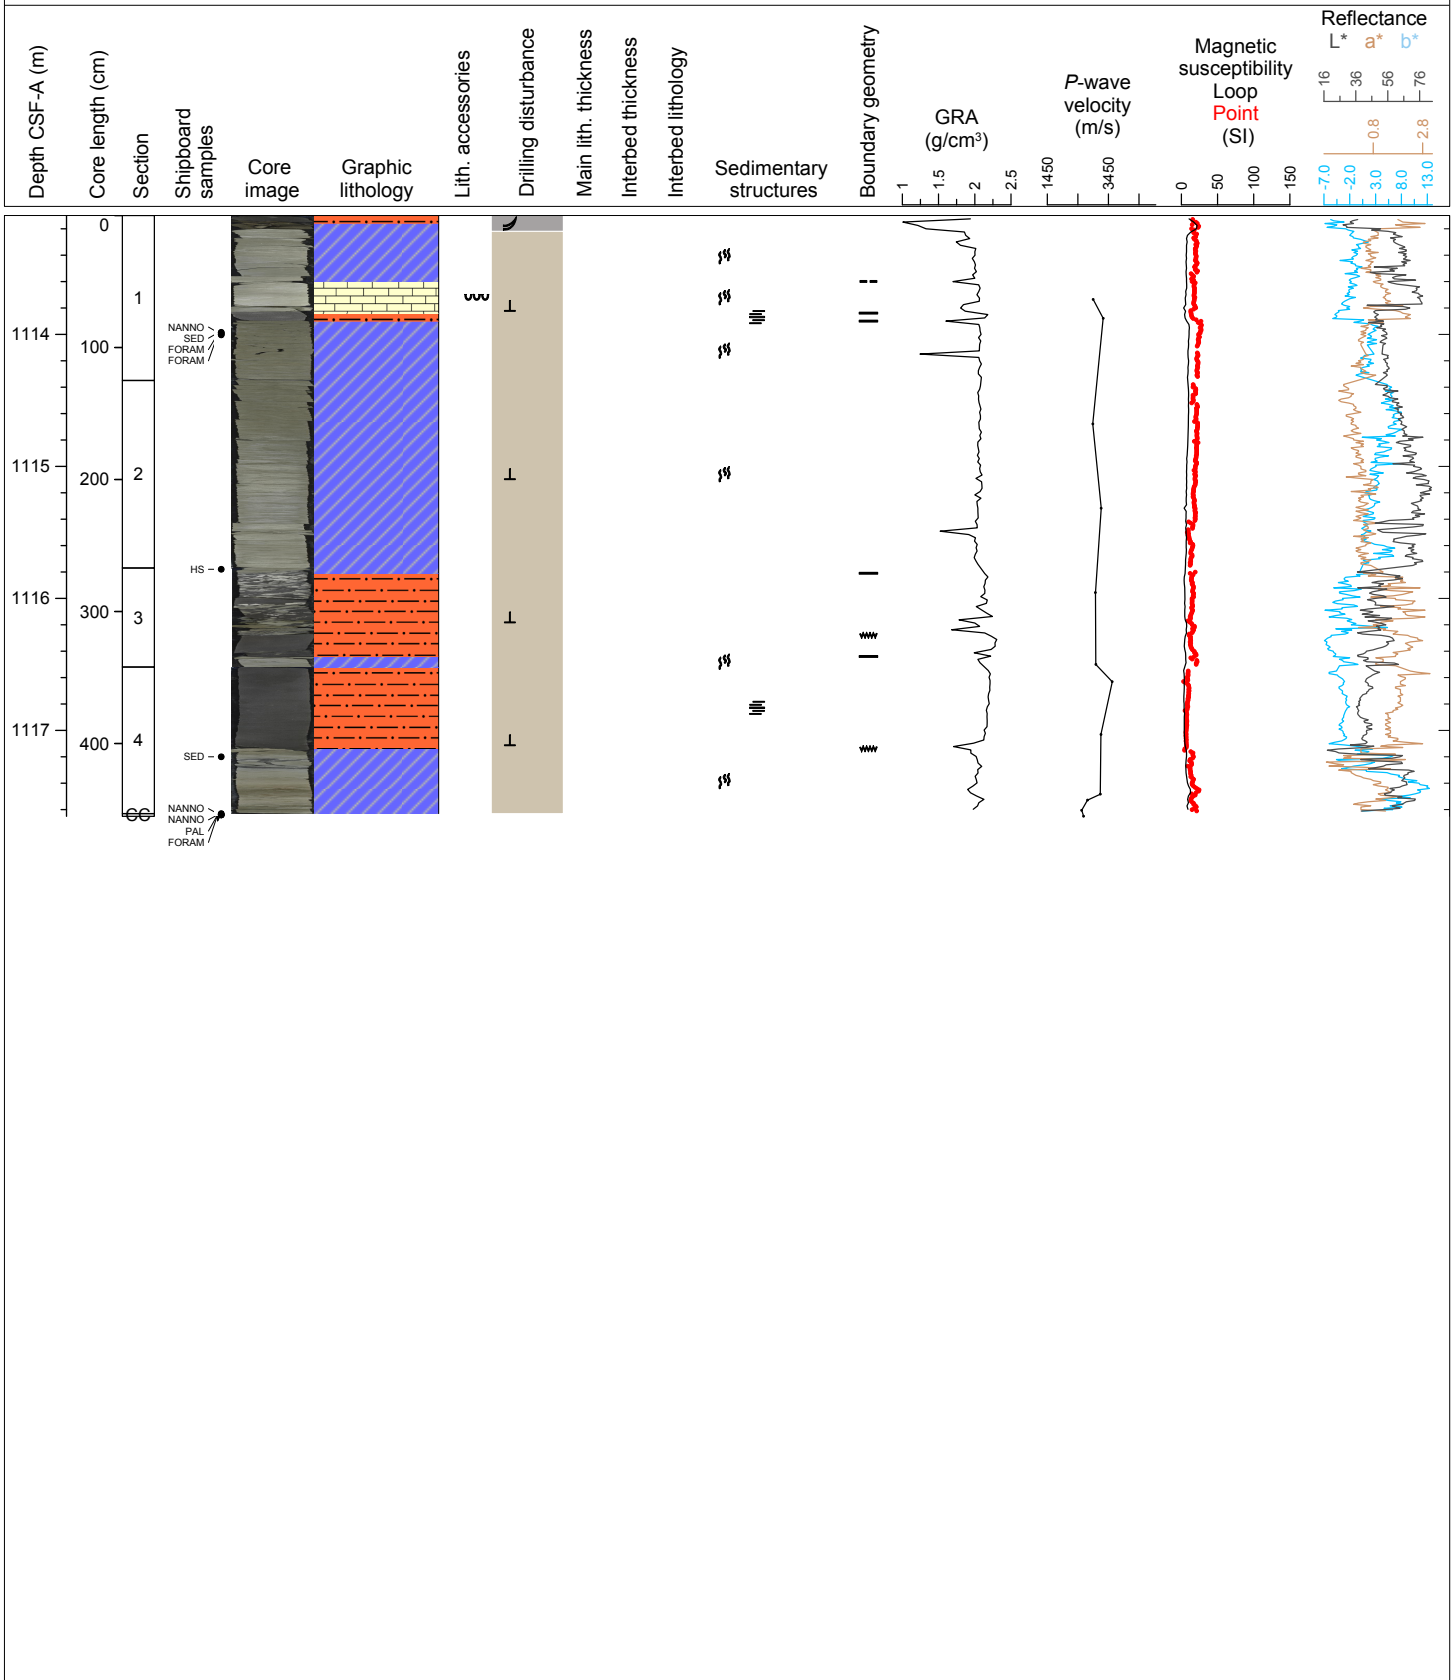 Depth CSF-A (m)
Core length (cm)
Section
Shipboard
samples
Core
image
Graphic
lithology
Lith. accessories
Drilling disturbance
Main lith. thickness
Interbed thickness
Interbed lithology
Sedimentary
structures
Boundary geometry
GRA
(g/cm³)
1
1.5
2
2.5
P-wave
velocity
(m/s)
1450
3450
Magnetic
susceptibility
Loop
Point
(SI)
0
50
100
150
Reflectance
L* a* b*
16
36
56
76
0.8
2.8
-7.0
-2.0
3.0
8.0
13.0
1114
1115
1116
1117
0
100
200
300
400
1
2
3
4
CC
NANNO
SED
FORAM
FORAM
HS
SED
NANNO
NANNO
PAL
FORAM